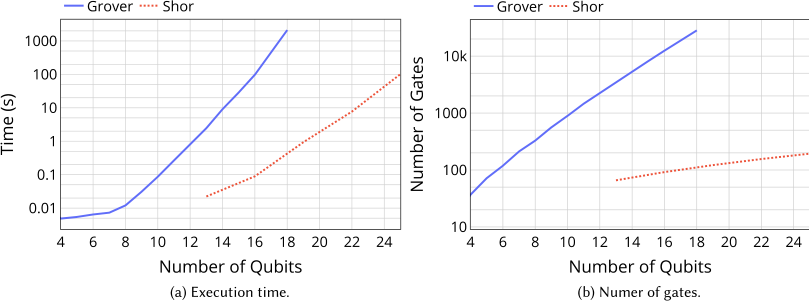 Grover Shor
1000
100
10
1
0.1
0.01
Time (s)
4 6 8 10 12 14 16 18 20 22 24
Number of Qubits
(a) Execution time.
Grover Shor
10k
1000
100
10
Number of Gates
4 6 8 10 12 14 16 18 20 22 24
Number of Qubits
(b) Numer of gates.